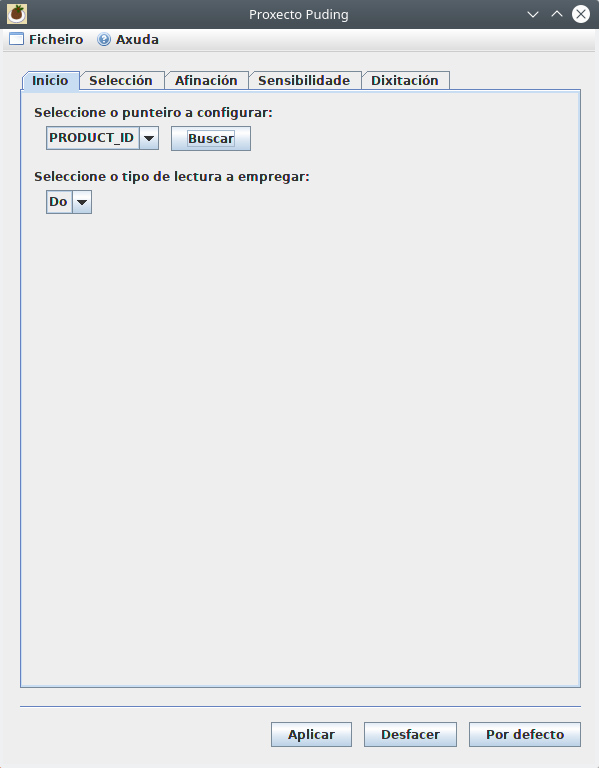 Proxecto Puding
Ficheiro Axuda
Inicio Selección Afinación Sensibilidade Dixitación
Seleccione o punteiro a configurar:
PRODUCT_ID Buscar
Seleccione o tipo de lectura a empregar:
Do
Aplicar Desfacer Por defecto